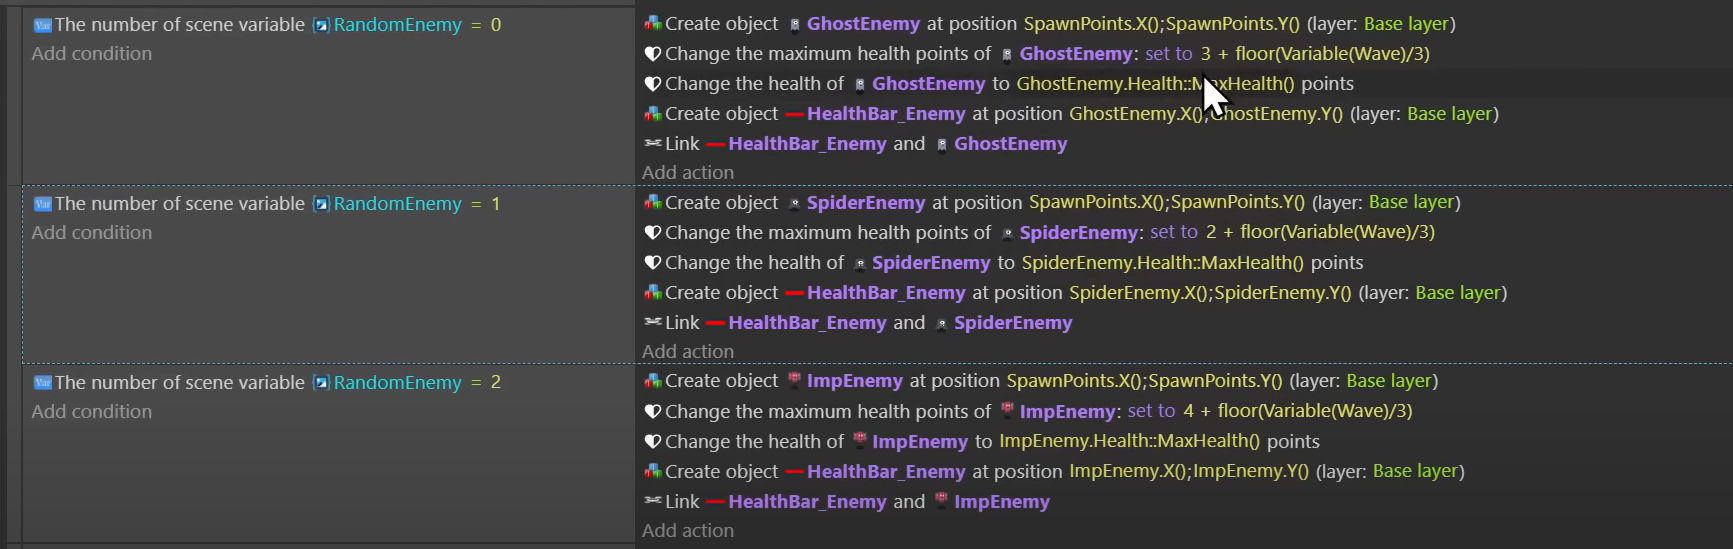 The number of scene variable RandomEnemy = 0
Add condition
Create object GhostEnemy at position SpawnPoints.X();SpawnPoints.Y() (layer: Base layer)
Change the maximum health points of GhostEnemy: set to 3 + floor(Variable(Wave)/3)
Change the health of GhostEnemy to GhostEnemy.Health::MaxHealth() points
Create object HealthBar_Enemy at position GhostEnemy.X();GhostEnemy.Y() (layer: Base layer)
Link HealthBar_Enemy and GhostEnemy
Add action
The number of scene variable RandomEnemy = 1
Add condition
Create object SpiderEnemy at position SpawnPoints.X();SpawnPoints.Y() (layer: Base layer)
Change the maximum health points of SpiderEnemy: set to 2 + floor(Variable(Wave)/3)
Change the health of SpiderEnemy to SpiderEnemy.Health::MaxHealth() points
Create object HealthBar_Enemy at position SpiderEnemy.X();SpiderEnemy.Y() (layer: Base layer)
Link HealthBar_Enemy and SpiderEnemy
Add action
The number of scene variable RandomEnemy = 2
Add condition
Create object ImpEnemy at position SpawnPoints.X();SpawnPoints.Y() (layer: Base layer)
Change the maximum health points of ImpEnemy: set to 4 + floor(Variable(Wave)/3)
Change the health of ImpEnemy to ImpEnemy.Health::MaxHealth() points
Create object HealthBar_Enemy at position ImpEnemy.X();ImpEnemy.Y() (layer: Base layer)
Link HealthBar_Enemy and ImpEnemy
Add action